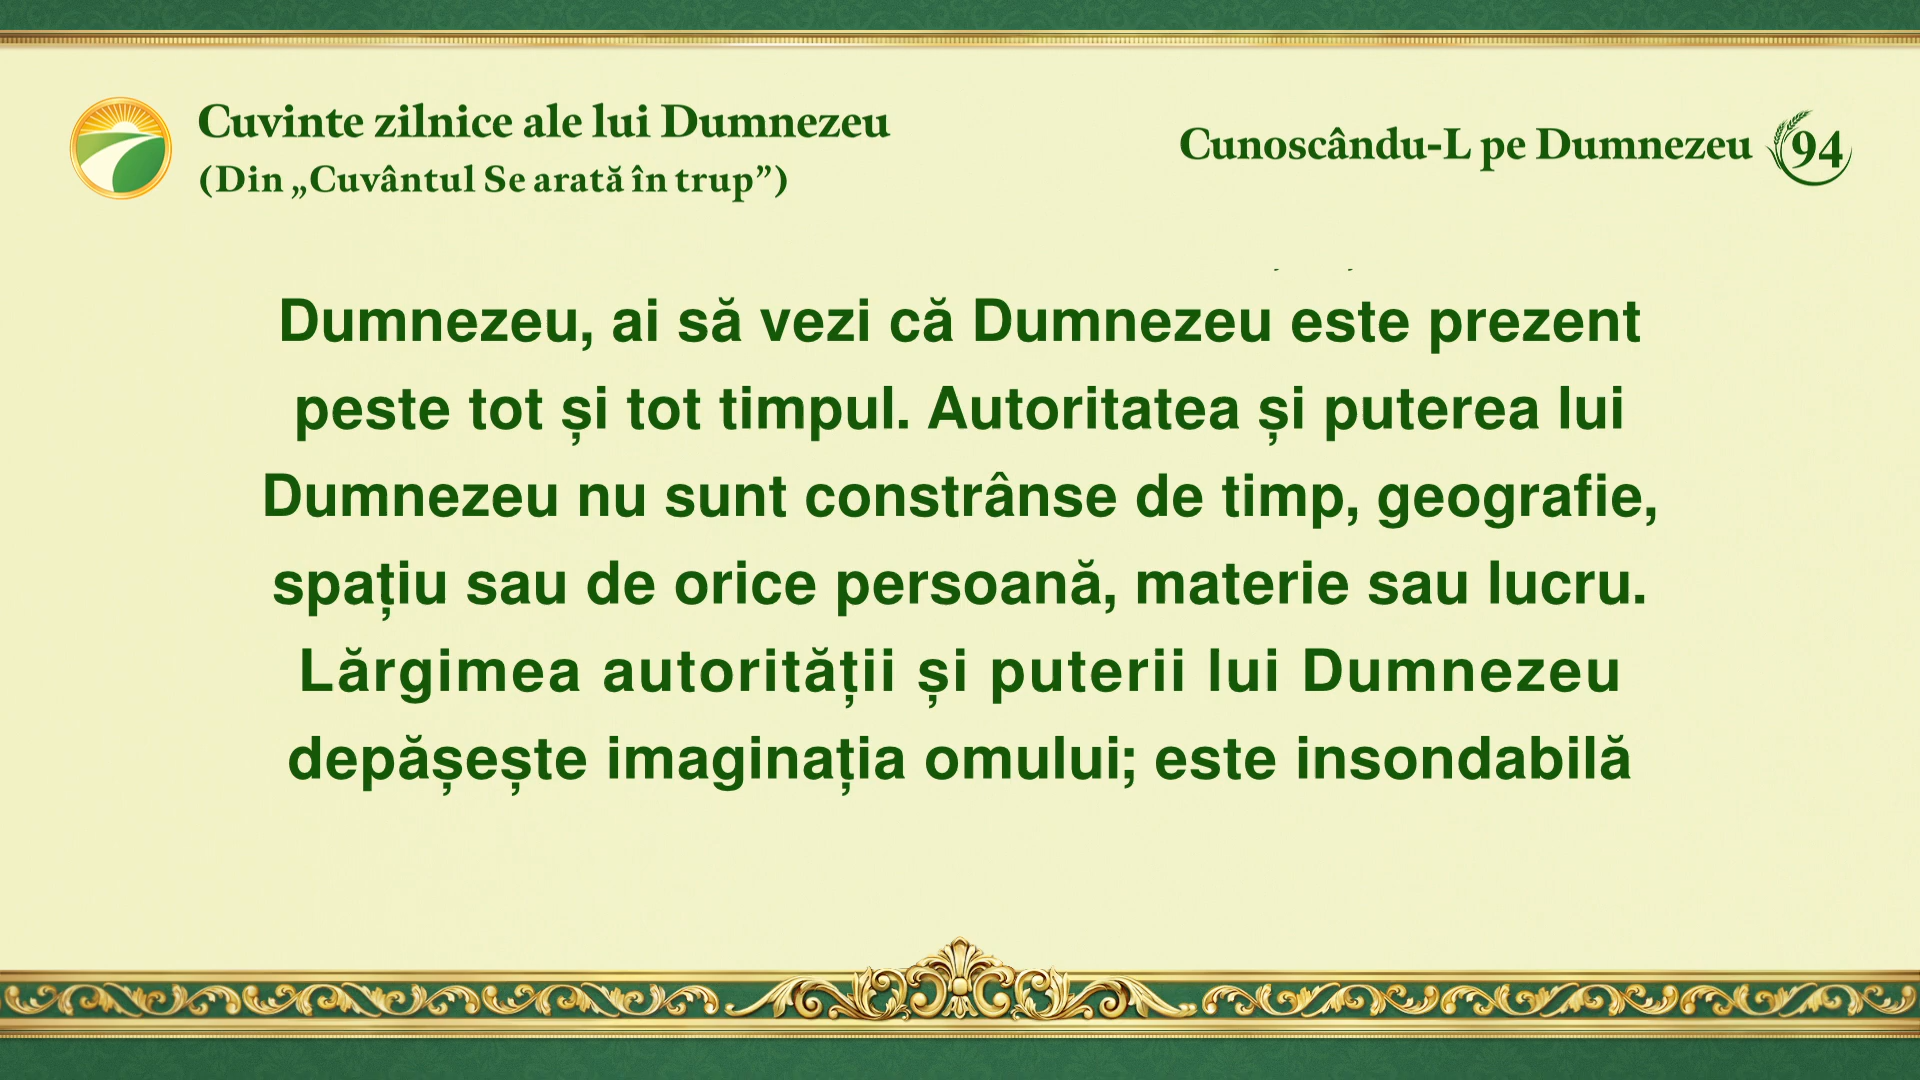 Cuvinte zilnice ale lui Dumnezeu
(Din „Cuvântul Se arată în trup”)
Cunoscându-L pe Dumnezeu 94
Dumnezeu, ai să vezi că Dumnezeu este prezent
peste tot și tot timpul. Autoritatea și puterea lui
Dumnezeu nu sunt constrânse de timp, geografie,
spațiu sau de orice persoană, materie sau lucru.
Lărgimea autorității și puterii lui Dumnezeu
depășește imaginația omului; este insondabilă